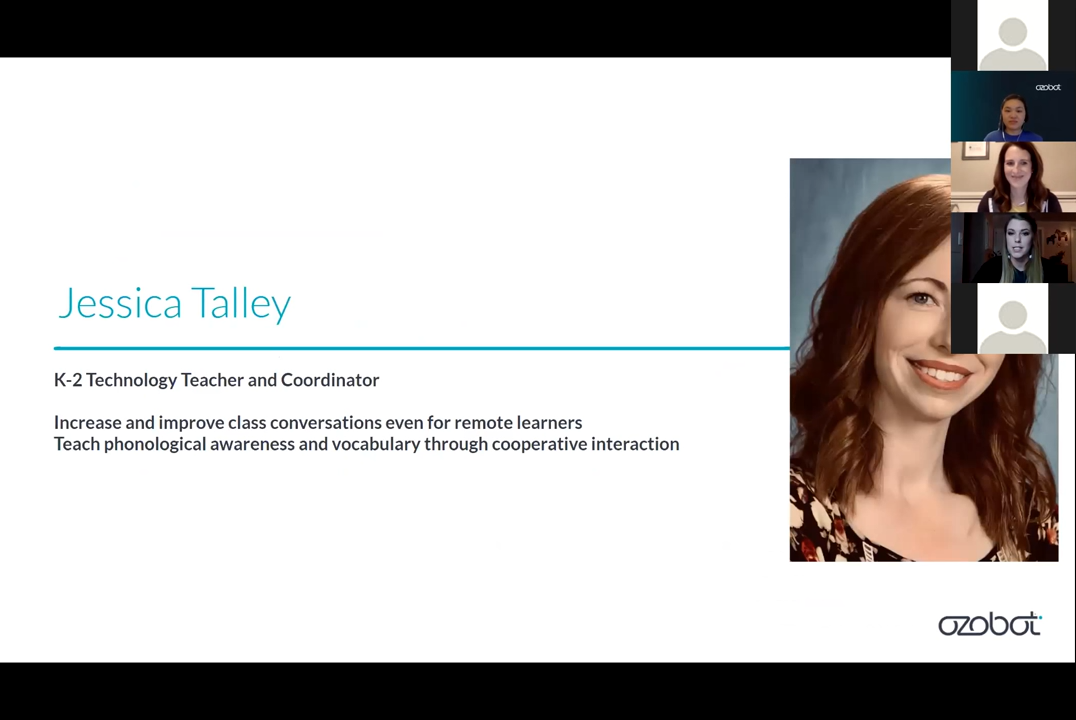 ozobot
Jessica Talley
K-2 Technology Teacher and Coordinator
Increase and improve class conversations even for remote learners
Teach phonological awareness and vocabulary through cooperative interaction
ozobot